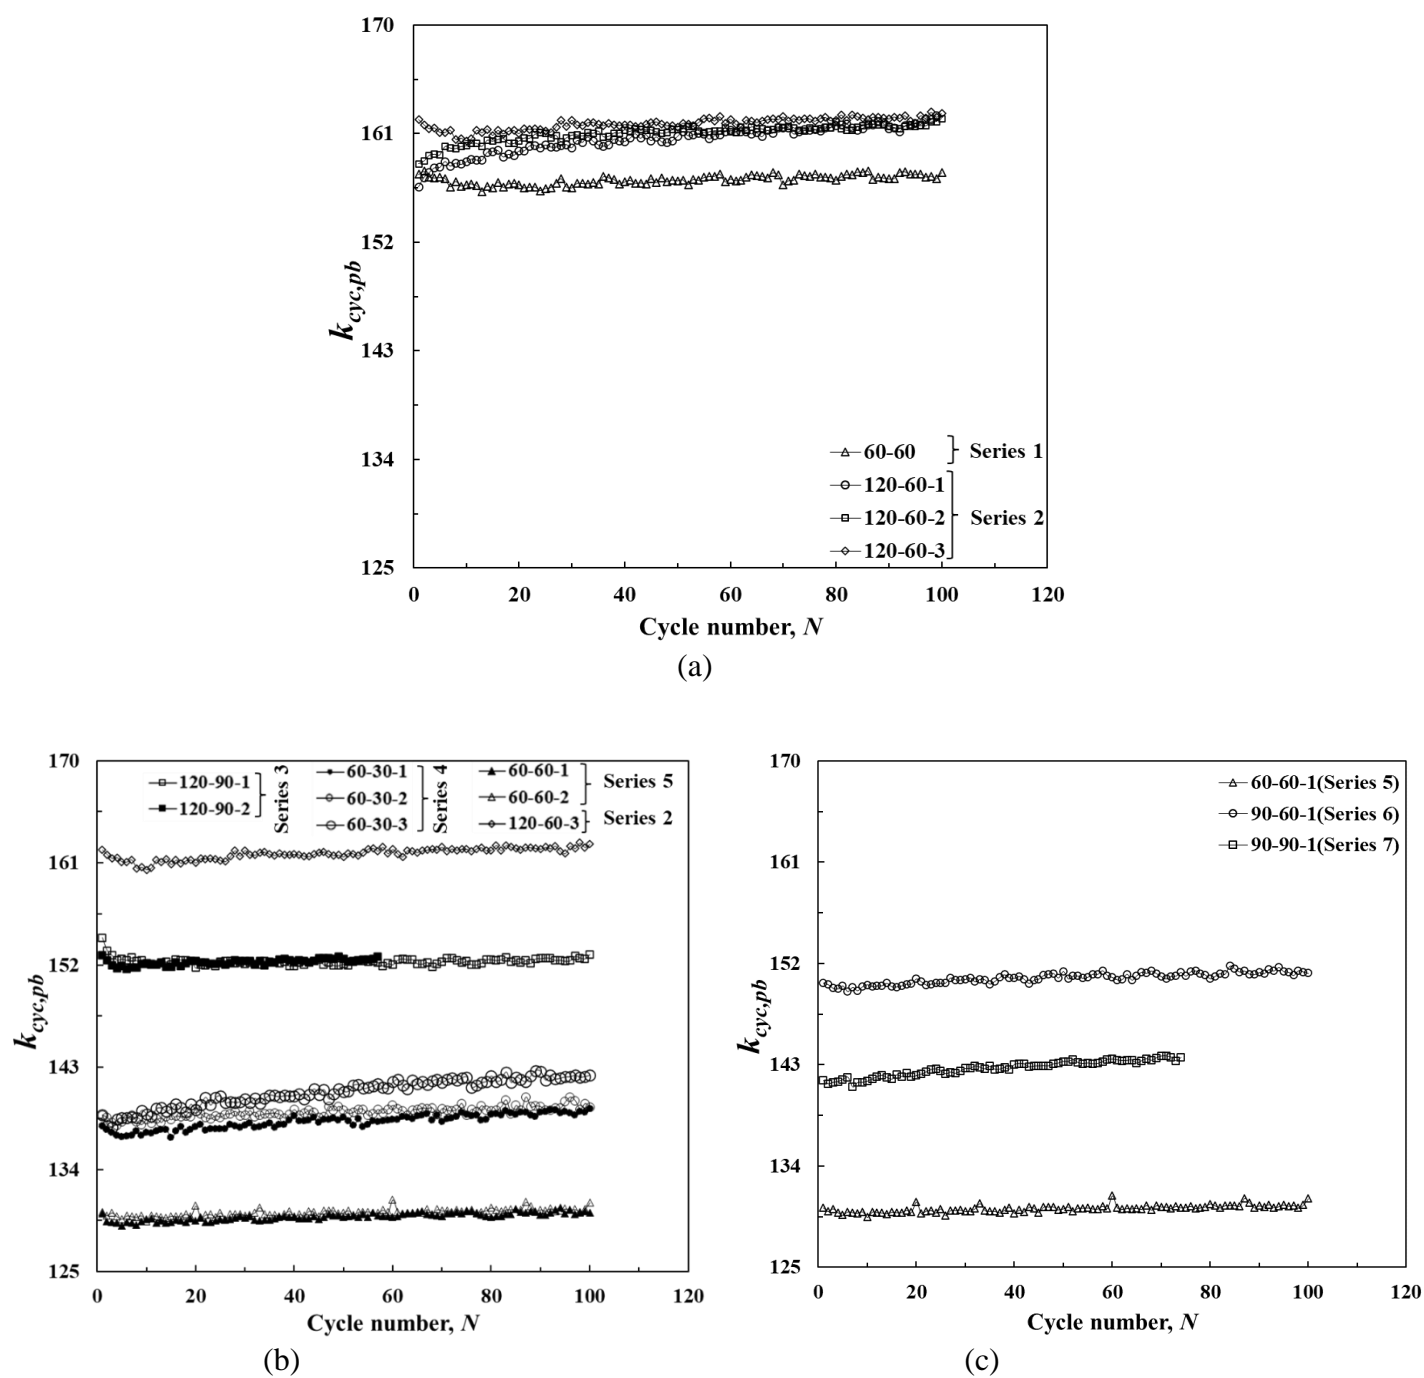 170
161
152
143
134
125
k_cyc,pb
60-60 Series 1
120-60-1
120-60-2 Series 2
120-60-3
0 20 40 60 80 100 120
Cycle number, N
(a)
170
161
152
143
134
125
k_cyc,pb
120-90-1
120-90-2
Series 3
60-30-1
60-30-2
60-30-3
Series 4
60-60-1
60-60-2
Series 5
120-60-3 Series 2
0 20 40 60 80 100 120
Cycle number, N
(b)
170
161
152
143
134
125
k_cyc,pb
60-60-1(Series 5)
90-60-1(Series 6)
90-90-1(Series 7)
0 20 40 60 80 100 120
Cycle number, N
(c)